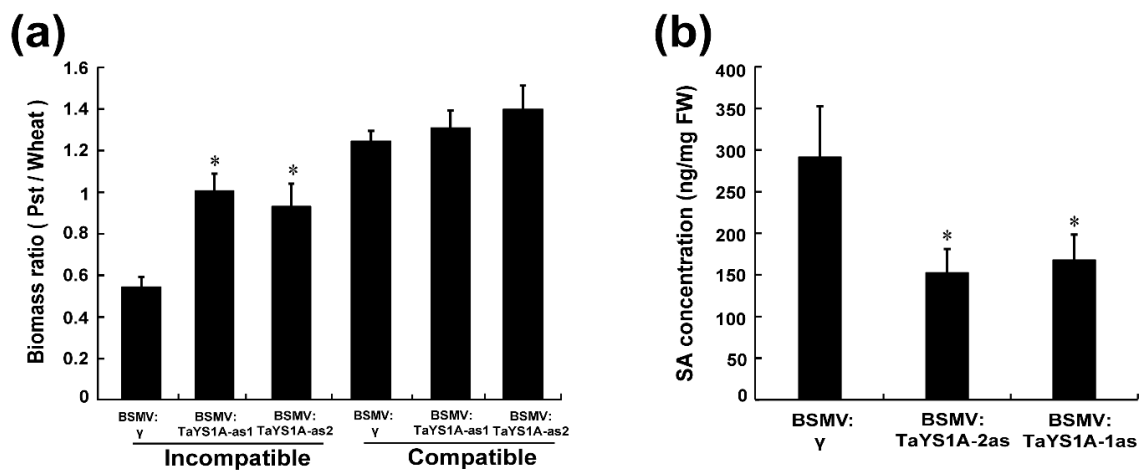 (a)
Biomass ratio ( Pst / Wheat )
1.6
1.4
1.2
1
0.8
0.6
0.4
0.2
0
*
*
BSMV:
γ
BSMV:
TaYS1A-as1
BSMV:
TaYS1A-as2
BSMV:
γ
BSMV:
TaYS1A-as1
BSMV:
TaYS1A-as2
Incompatible
Compatible
(b)
SA concentration (ng/mg FW)
400
350
300
250
200
150
100
50
0
*
*
BSMV:
γ
BSMV:
TaYS1A-2as
BSMV:
TaYS1A-1as